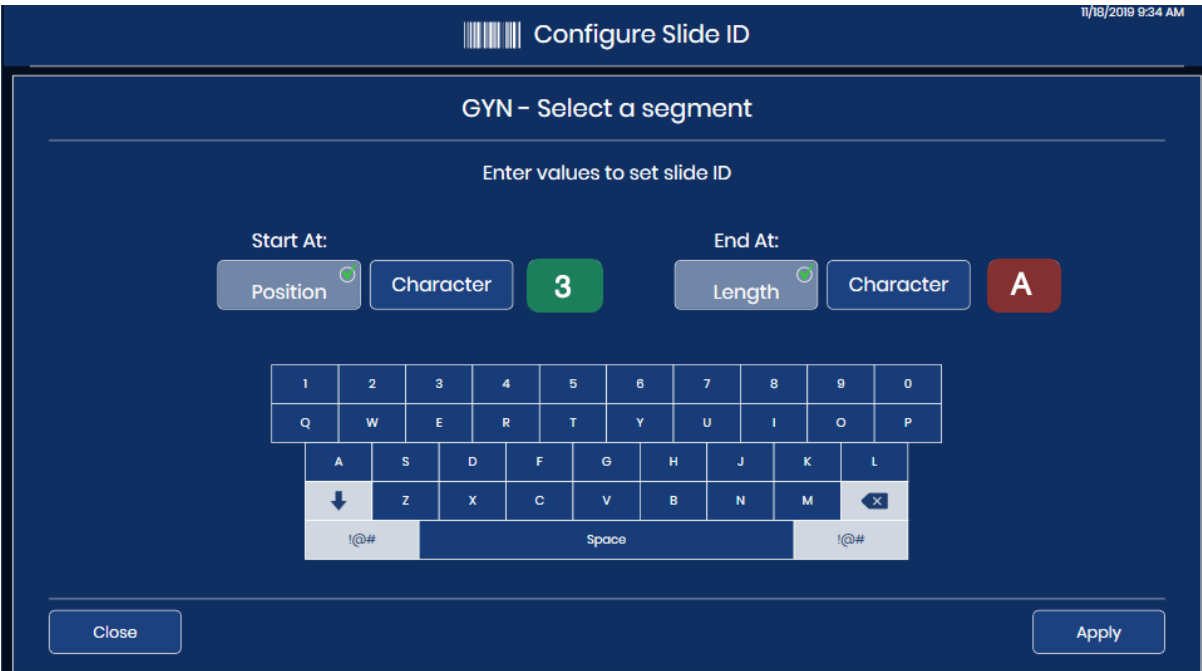 11/18/2019 9:34 AM
Configure Slide ID
GYN - Select a segment
Enter values to set slide ID
Start At: End At:
Position Character 3 Length Character A
1 2 3 4 5 6 7 8 9 0
Q W E R T Y U I O P
A S D F G H J K L
Z X C V B N M
!@# Space !@#
Close Apply